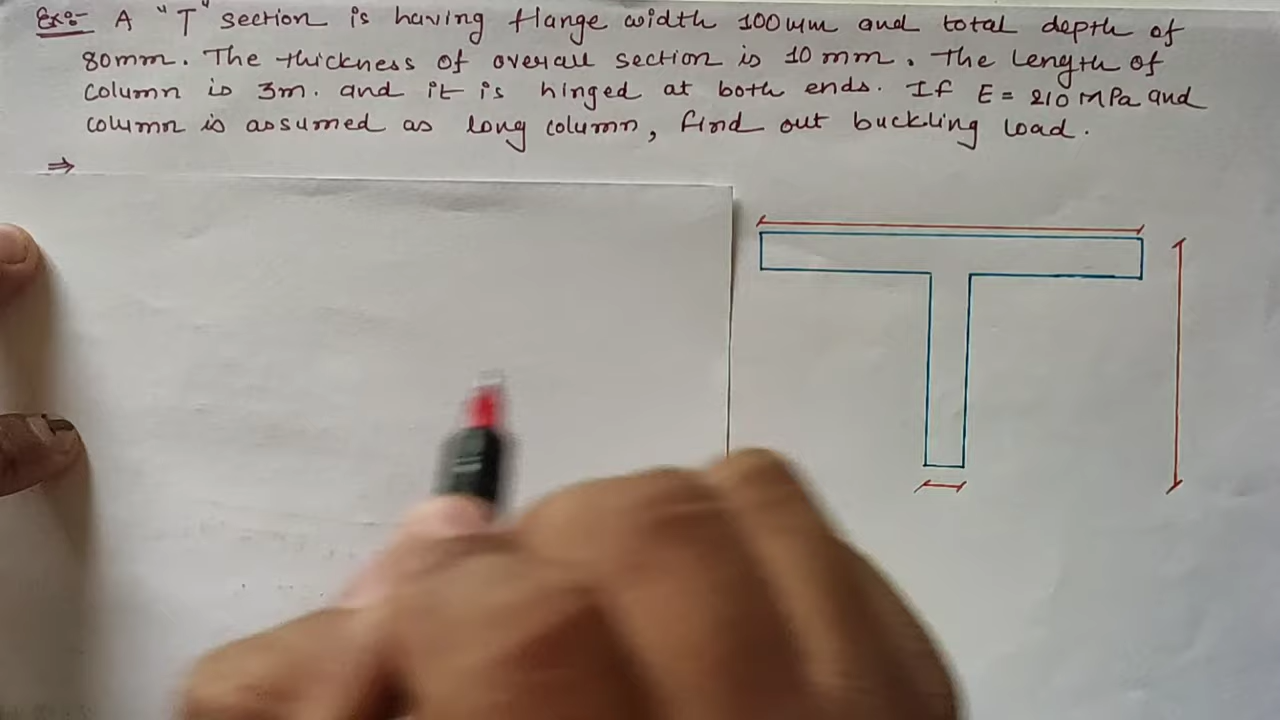 Ex:- A "T" section is having flange width 100mm and total depth of
80mm. The thickness of overall section is 10 mm. The length of
column is 3m. and it is hinged at both ends. If E = 210 MPa and
column is assumed as long column, find out buckling load.
⇒